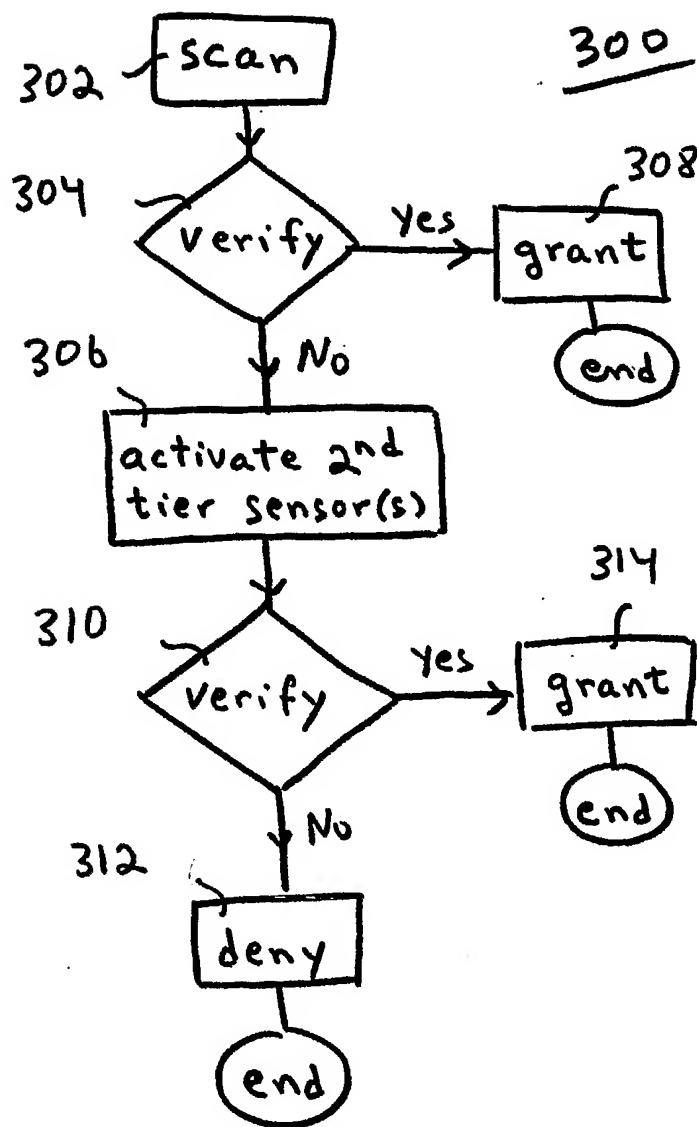 300
302
scan
304
verify
Yes
308
grant
end
No
306
activate 2nd
tier sensor(s)
310
verify
Yes
314
grant
end
No
312
deny
end